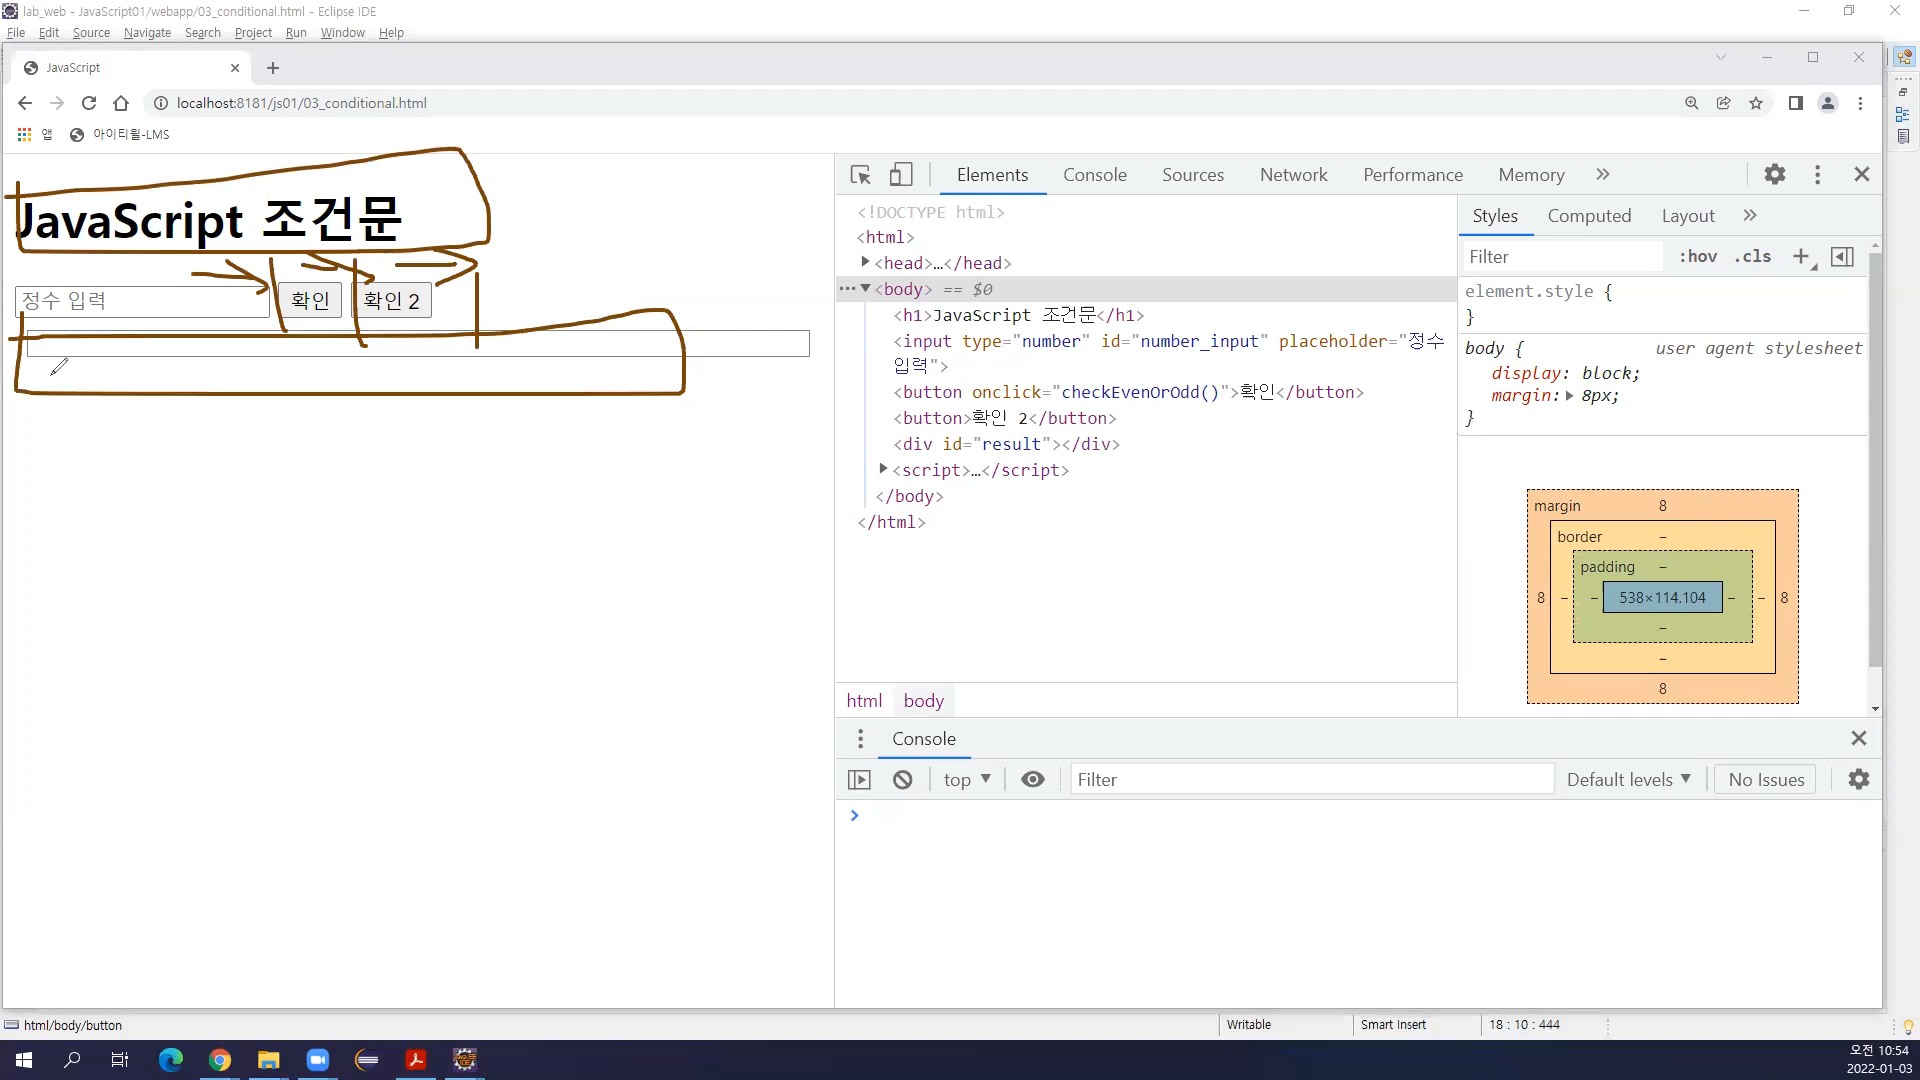 lab_web - JavaScript01/webapp/03_conditional.html - Eclipse IDE
File Edit Source Navigate Search Project Run Window Help
JavaScript
localhost:8181/js01/03_conditional.html
앱 아이티윌-LMS
JavaScript 조건문
정수 입력 확인 확인 2
Elements Console Sources Network Performance Memory
<!DOCTYPE html>
<html>
<head>…</head>
<body> == $0
<h1>JavaScript 조건문</h1>
<input type="number" id="number_input" placeholder="정수
입력">
<button onclick="checkEvenOrOdd()">확인</button>
<button>확인 2</button>
<div id="result"></div>
<script>…</script>
</body>
</html>
html body
Styles Computed Layout
Filter :hov .cls
element.style {
}
body { user agent stylesheet
display: block;
margin: 8px;
}
margin 8
border –
padding –
8 – – 538×114.104 – – 8
–
–
8
Console
top Filter Default levels No Issues
html/body/button Writable Smart Insert 18 : 10 : 444
오전 10:54
2022-01-03